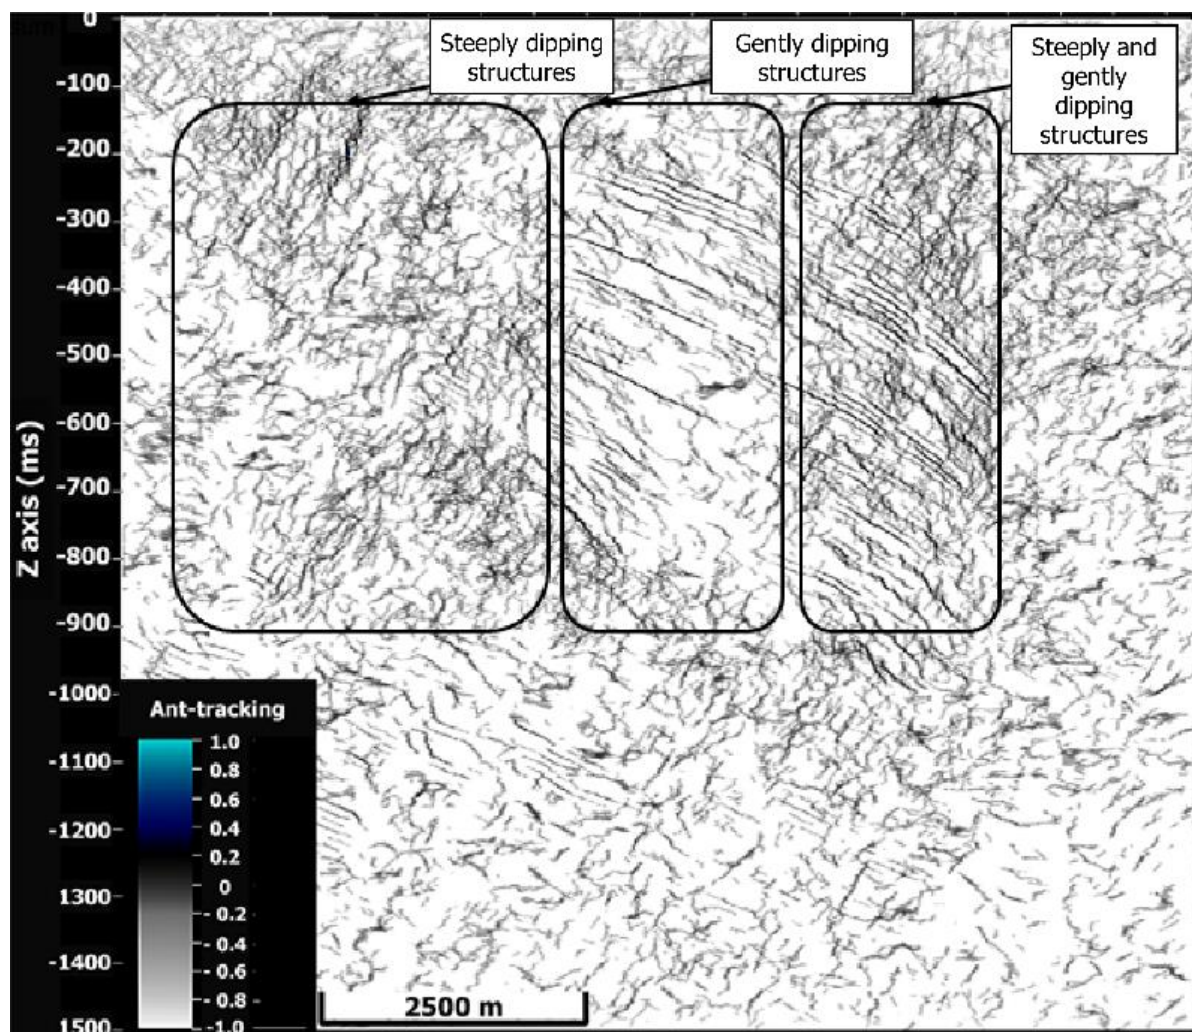 0
Steeply dipping
structures
Gently dipping
structures
Steeply and
gently
dipping
structures
-100
-200
-300
-400
-500
-600
-700
-800
-900
-1000
-1100
-1200
1300
-1400
1500
Z axis (ms)
Ant-tracking
1.0
0.8
0.6
0.4
0.2
0
- 0.2
- 0.4
- 0.6
- 0.8
-1.0
2500 m